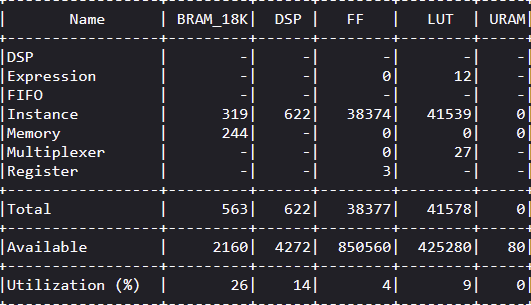 +-----------------+---------+------+--------+--------+-----+
|       Name      | BRAM_18K|  DSP |   FF   |   LUT  | URAM|
+-----------------+---------+------+--------+--------+-----+
|DSP              |        -|     -|       -|       -|    -|
|Expression       |        -|     -|       0|      12|    -|
|FIFO             |        -|     -|       -|       -|    -|
|Instance         |      319|   622|   38374|   41539|    0|
|Memory           |      244|     -|       0|       0|    0|
|Multiplexer      |        -|     -|       0|      27|    -|
|Register         |        -|     -|       3|       -|    -|
+-----------------+---------+------+--------+--------+-----+
|Total            |      563|   622|   38377|   41578|    0|
+-----------------+---------+------+--------+--------+-----+
|Available        |     2160|  4272|  850560|  425280|   80|
+-----------------+---------+------+--------+--------+-----+
|Utilization (%)  |       26|    14|       4|       9|    0|
+-----------------+---------+------+--------+--------+-----+